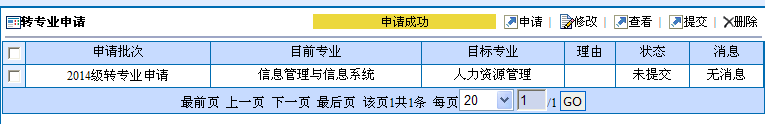 转专业申请 申请成功 申请 修改 查看 提交 删除
申请批次 目前专业 目标专业 理由 状态 消息
2014级转专业申请 信息管理与信息系统 人力资源管理 未提交 无消息
最前页 上一页 下一页 最后页 该页1共1条 每页 20 1 /1 GO